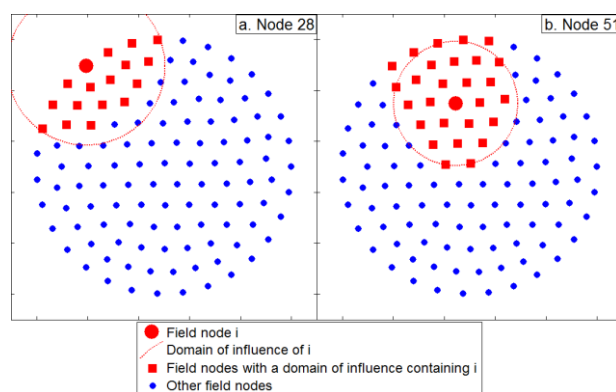 a. Node 28
b. Node 51
Field node i
Domain of influence of i
Field nodes with a domain of influence containing i
Other field nodes